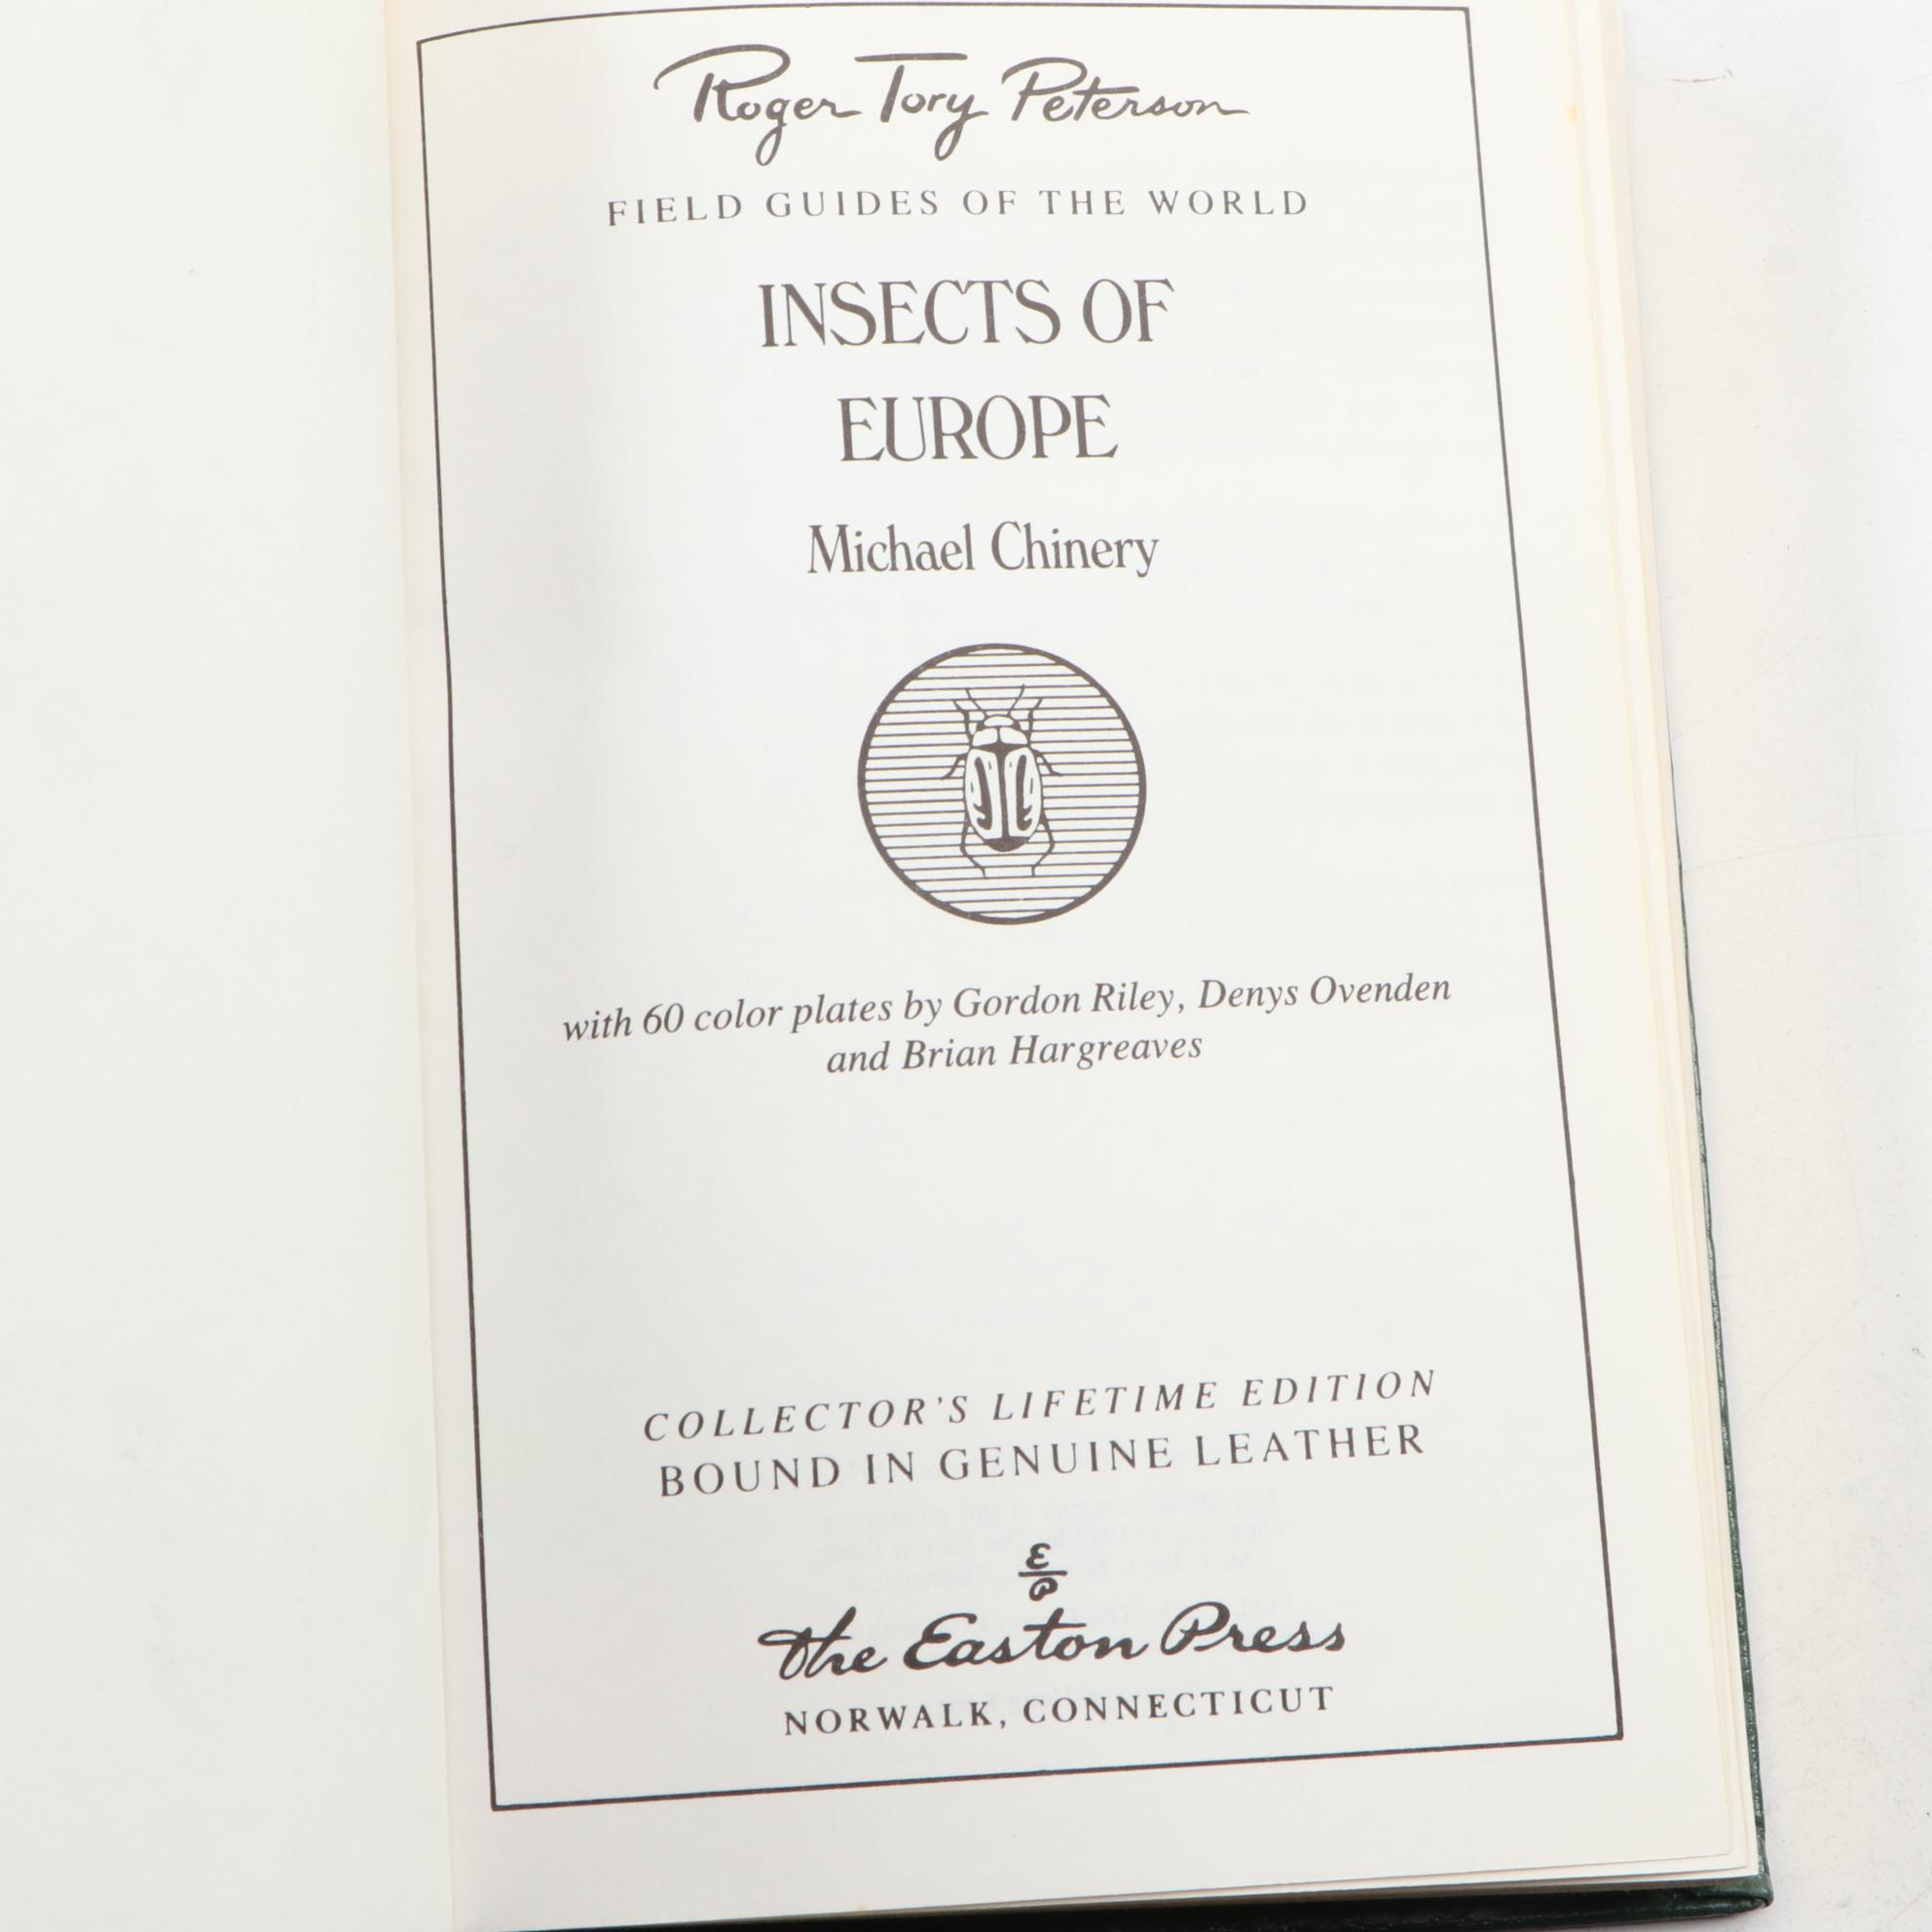 Roger Tory Peterson
FIELD GUIDES OF THE WORLD
INSECTS OF
EUROPE
Michael Chinery
with 60 color plates by Gordon Riley, Denys Ovenden
and Brian Hargreaves
COLLECTOR'S LIFETIME EDITION
BOUND IN GENUINE LEATHER
The Easton Press
NORWALK, CONNECTICUT